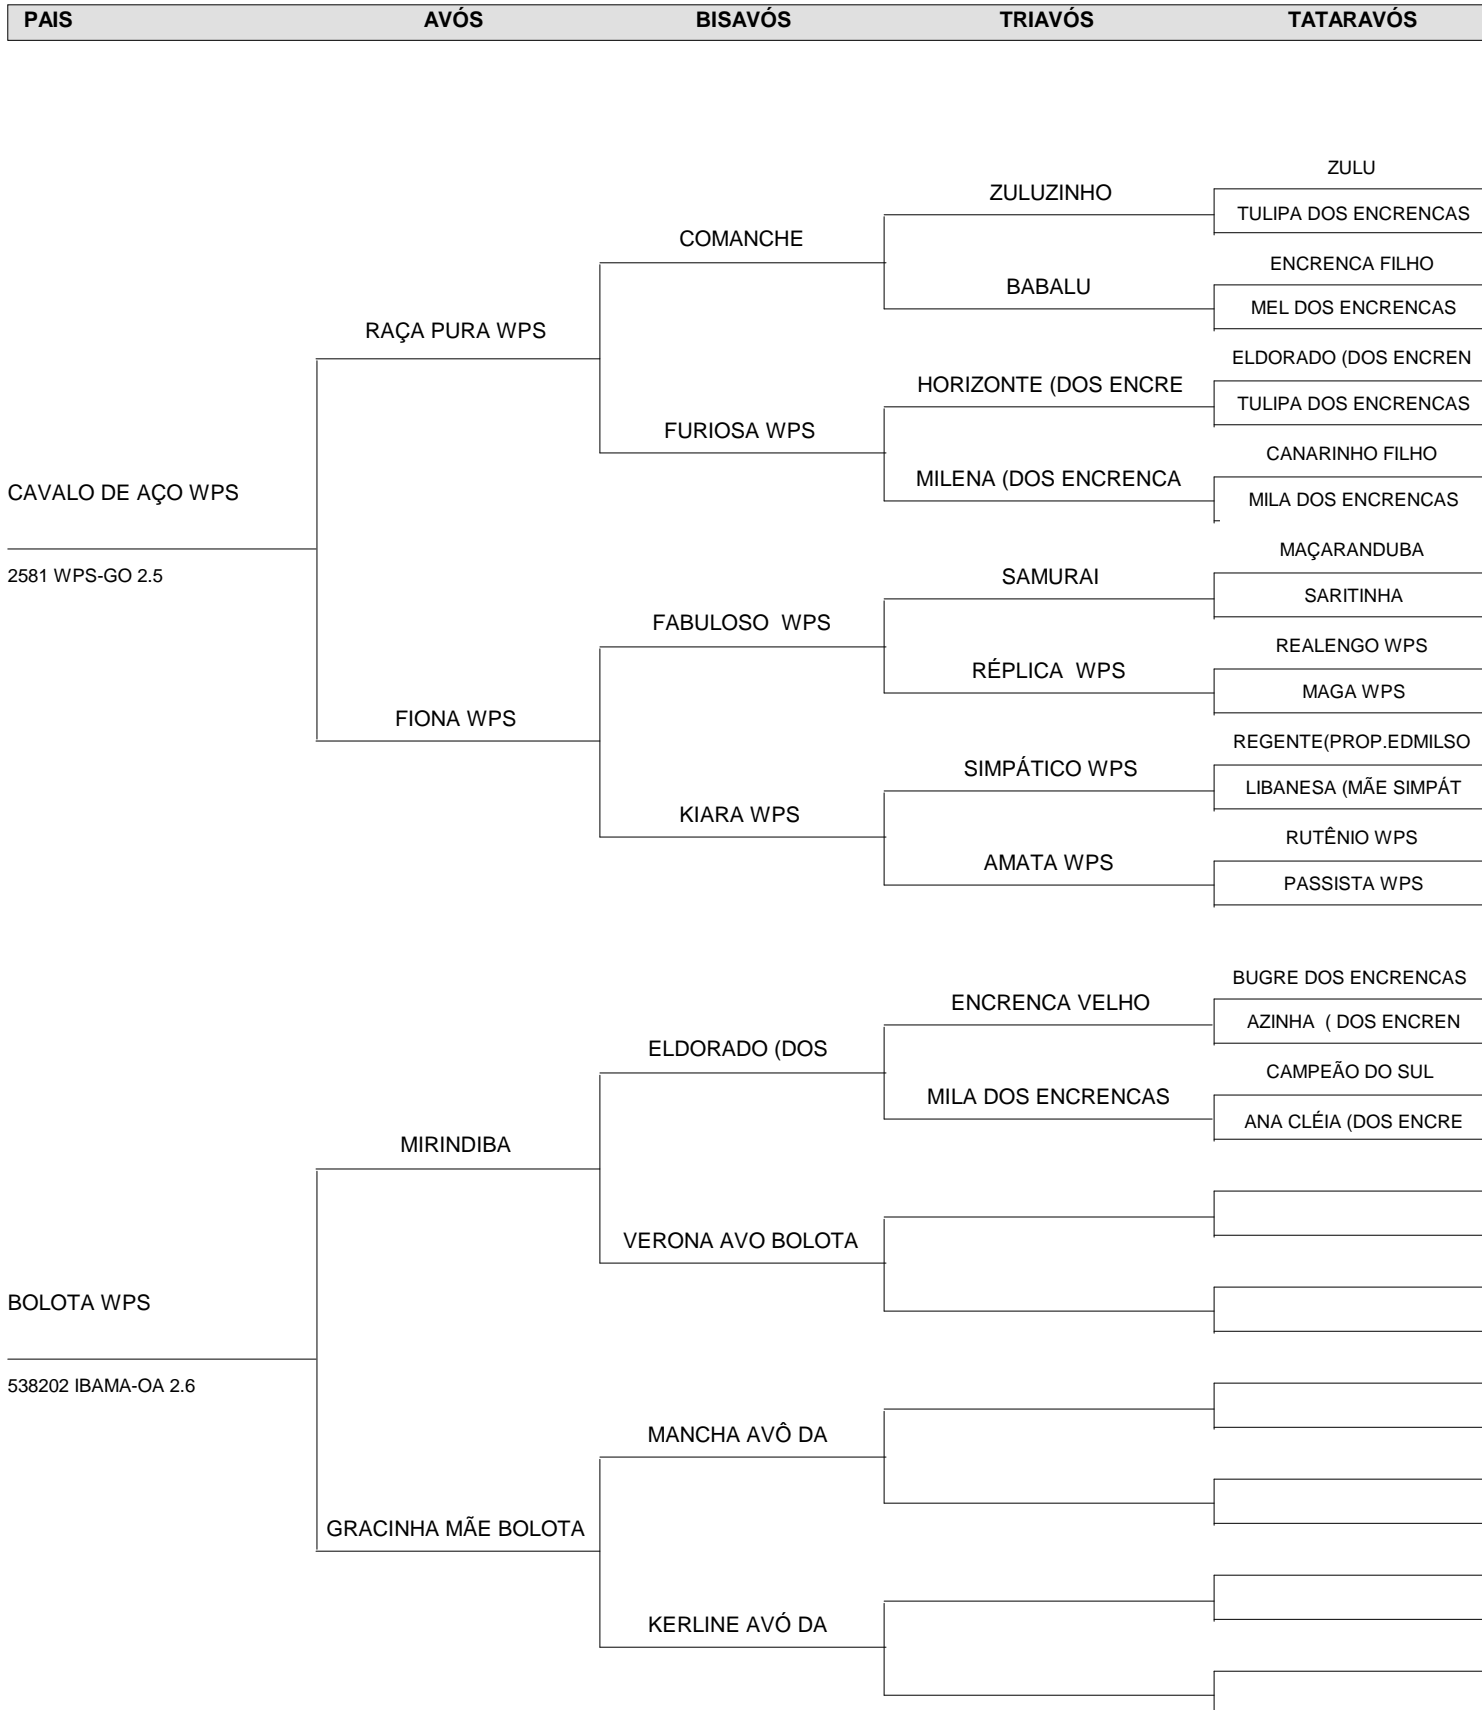 PAIS AVÓS BISAVÓS TRIAVÓS TATARAVÓS
ZULU
ZULUZINHO
TULIPA DOS ENCRENCAS
COMANCHE
ENCRENCA FILHO
BABALU
MEL DOS ENCRENCAS
RAÇA PURA WPS
ELDORADO (DOS ENCREN
HORIZONTE (DOS ENCRE
TULIPA DOS ENCRENCAS
FURIOSA WPS
CANARINHO FILHO
MILENA (DOS ENCRENCA
MILA DOS ENCRENCAS
CAVALO DE AÇO WPS
2581 WPS-GO 2.5
MAÇARANDUBA
SAMURAI
SARITINHA
FABULOSO WPS
REALENGO WPS
RÉPLICA WPS
MAGA WPS
FIONA WPS
REGENTE(PROP.EDMILSO
SIMPÁTICO WPS
LIBANESA (MÃE SIMPÁT
KIARA WPS
RUTÊNIO WPS
AMATA WPS
PASSISTA WPS
BUGRE DOS ENCRENCAS
ENCRENCA VELHO
AZINHA ( DOS ENCREN
ELDORADO (DOS
CAMPEÃO DO SUL
MILA DOS ENCRENCAS
ANA CLÉIA (DOS ENCRE
MIRINDIBA
VERONA AVO BOLOTA
BOLOTA WPS
538202 IBAMA-OA 2.6
MANCHA AVÔ DA
GRACINHA MÃE BOLOTA
KERLINE AVÓ DA